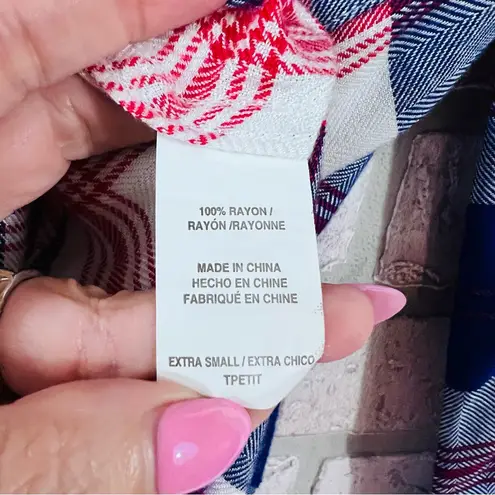 100% RAYON/
RAYÓN /RAYONNE
MADE IN CHINA
HECHO EN CHINE
FABRIQUÉ EN CHINE
EXTRA SMALL / EXTRA CHICO
TPETIT